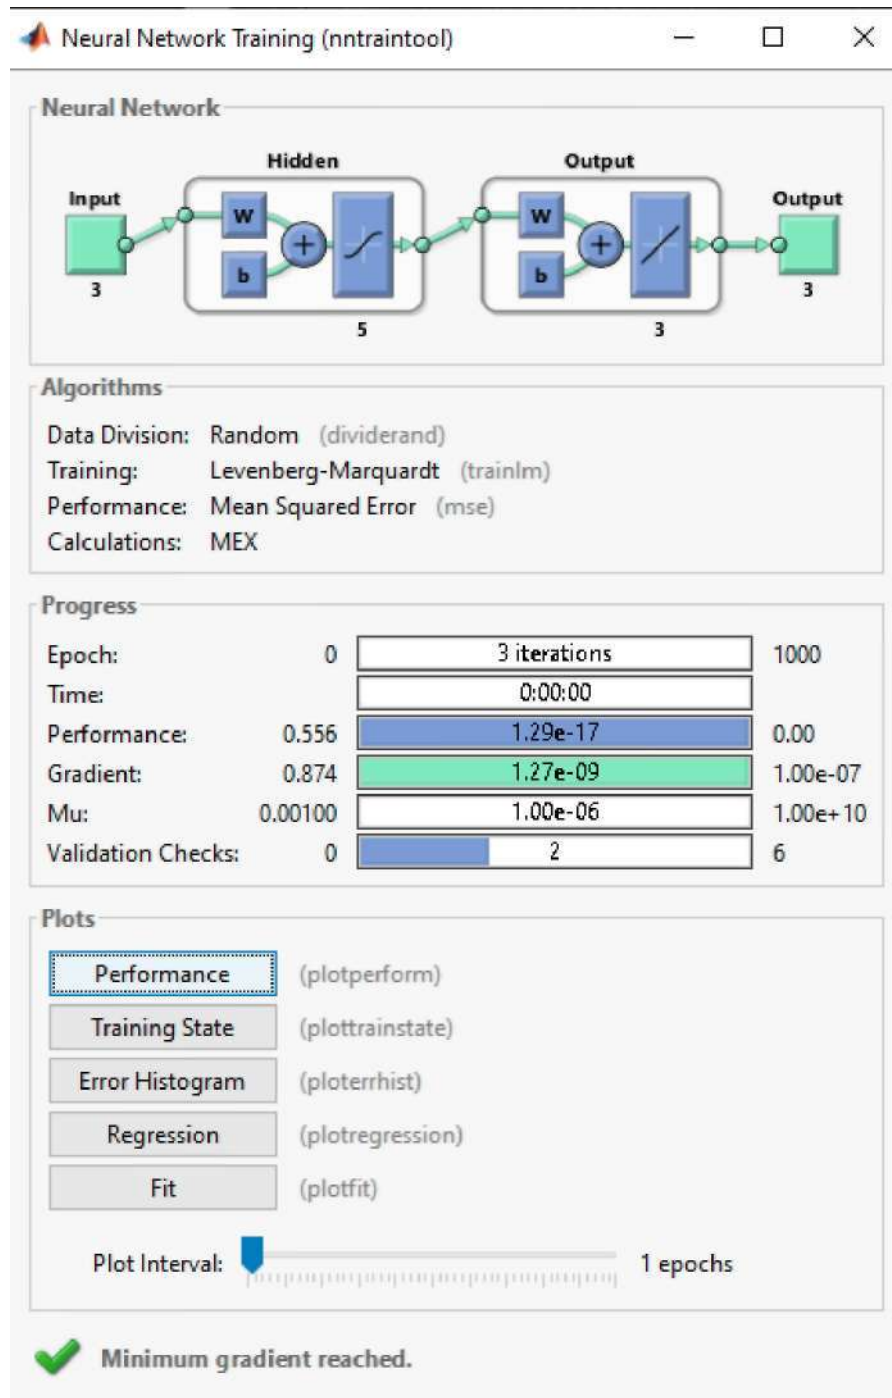 Neural Network Training (nntraintool)
Neural Network
Hidden Output
Input Output
W W
b b
3 3
5 3
Algorithms
Data Division: Random (dividerand)
Training: Levenberg-Marquardt (trainlm)
Performance: Mean Squared Error (mse)
Calculations: MEX
Progress
Epoch: 0 3 iterations 1000
Time: 0:00:00
Performance: 0.556 1.29e-17 0.00
Gradient: 0.874 1.27e-09 1.00e-07
Mu: 0.00100 1.00e-06 1.00e+10
Validation Checks: 0 2 6
Plots
Performance (plotperform)
Training State (plottrainstate)
Error Histogram (ploterrhist)
Regression (plotregression)
Fit (plotfit)
Plot Interval: 1 epochs
Minimum gradient reached.